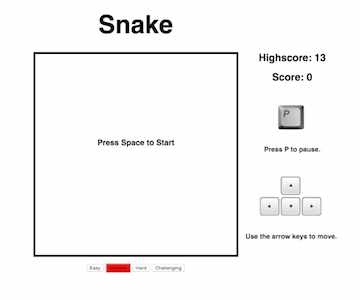 Snake
Highscore: 13
Score: 0
P
Press P to pause.
Press Space to Start
Use the arrow keys to move.
Easy
Medium
Hard
Challenging